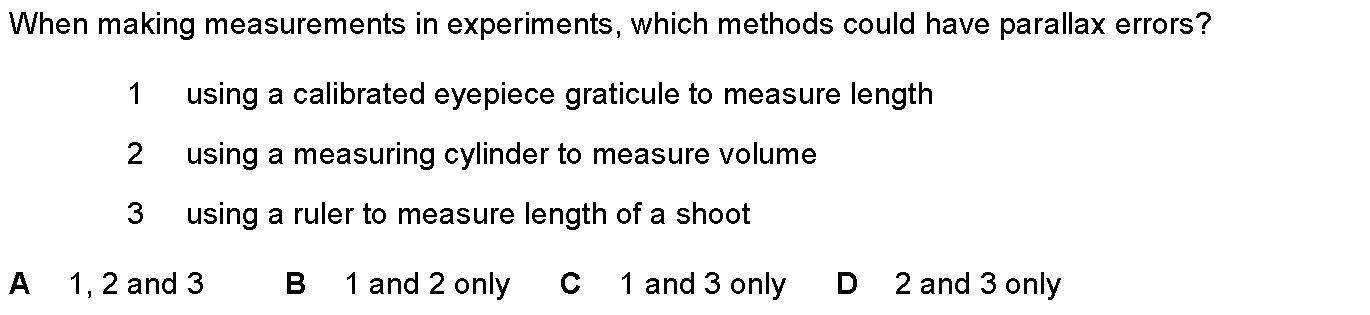 When making measurements in experiments, which methods could have parallax errors?
1 using a calibrated eyepiece graticule to measure length
2 using a measuring cylinder to measure volume
3 using a ruler to measure length of a shoot
A 1, 2 and 3 B 1 and 2 only C 1 and 3 only D 2 and 3 only